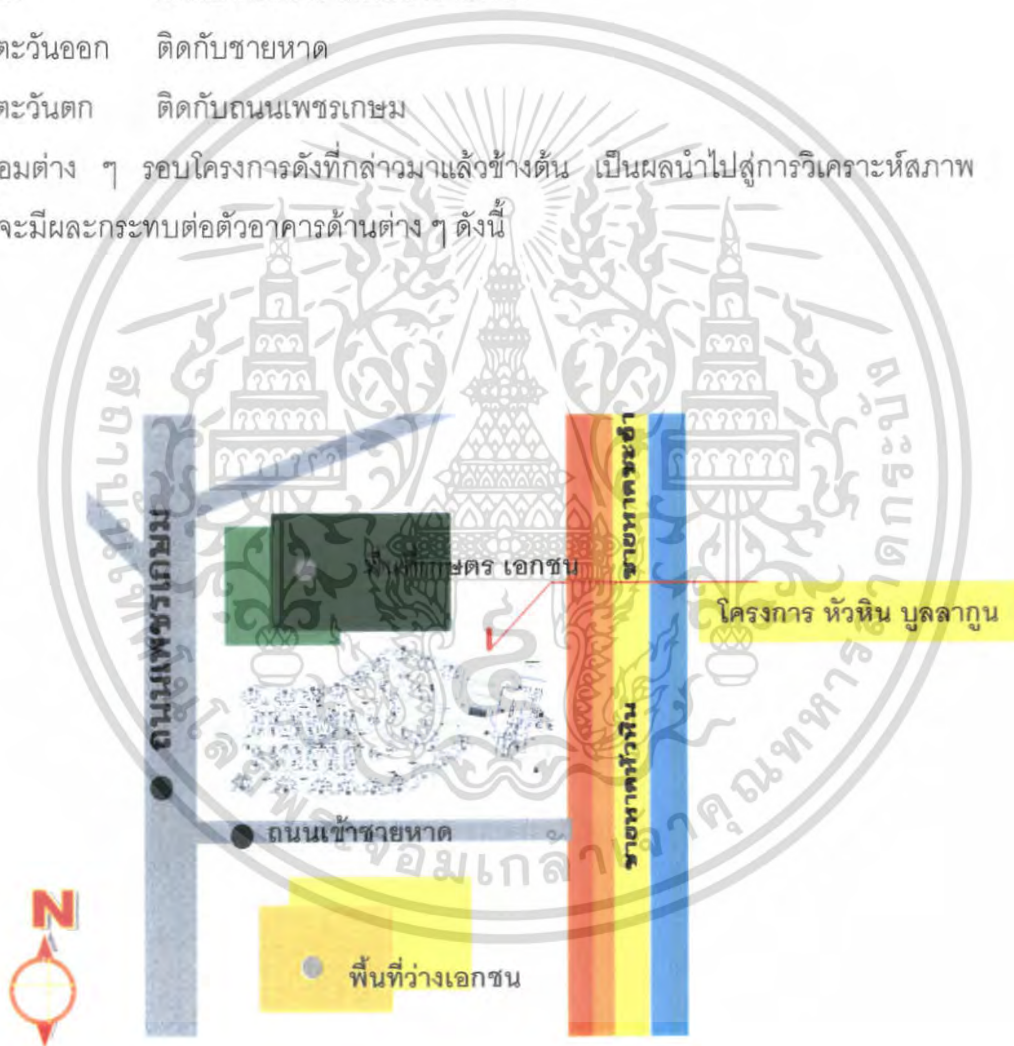 ตะวันออก ติดกับชายหาด
ตะวันตก ติดกับถนนเพชรเกษม
อมต่าง ๆ รอบโครงการดังที่กล่าวมาแล้วข้างต้น เป็นผลนำไปสู่การวิเคราะห์สภาพ
จะมีผละกระทบต่อตัวอาคารด้านต่าง ๆ ดังนี้
ถนนเพชรเกษม
เอกชน
โครงการ หัวหิน บูลลากูน
ชายหาดหัวหิน
ถนนเข้าชายหาด
พื้นที่ว่างเอกชน
N